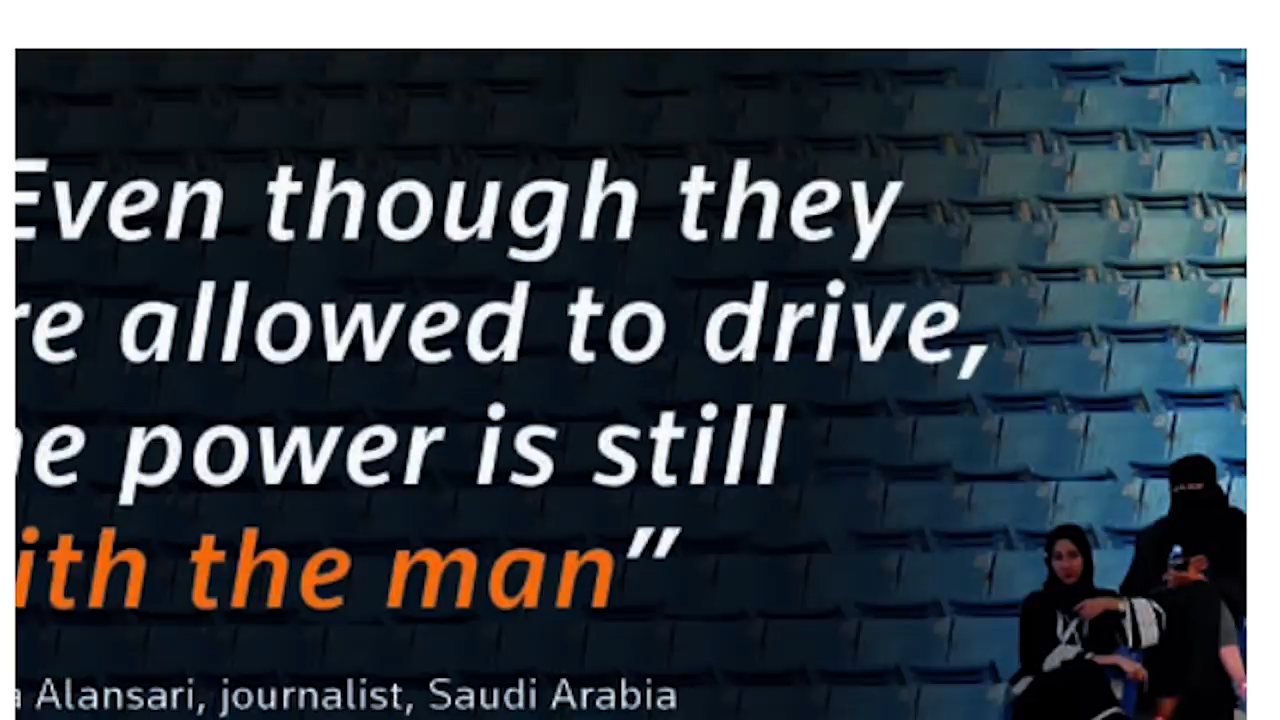 Even though they
re allowed to drive,
e power is still
ith the man”
a Alansari, journalist, Saudi Arabia